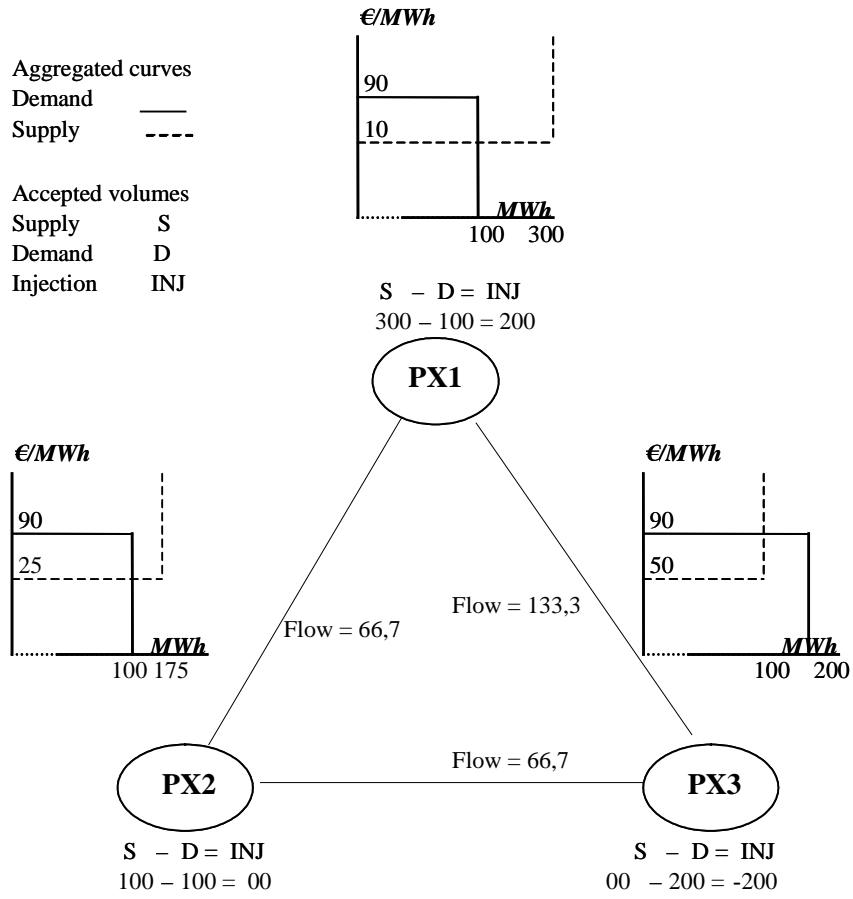 €/MWh
Aggregated curves
Demand
Supply
90
10
MWh
100 300
Accepted volumes
Supply S
Demand D
Injection INJ
S – D = INJ
300 – 100 = 200
PX1
€/MWh
90
25
MWh
100 175
€/MWh
90
50
MWh
100 200
Flow = 66,7
Flow = 133,3
Flow = 66,7
PX2
PX3
S – D = INJ
100 – 100 = 00
S – D = INJ
00 – 200 = -200